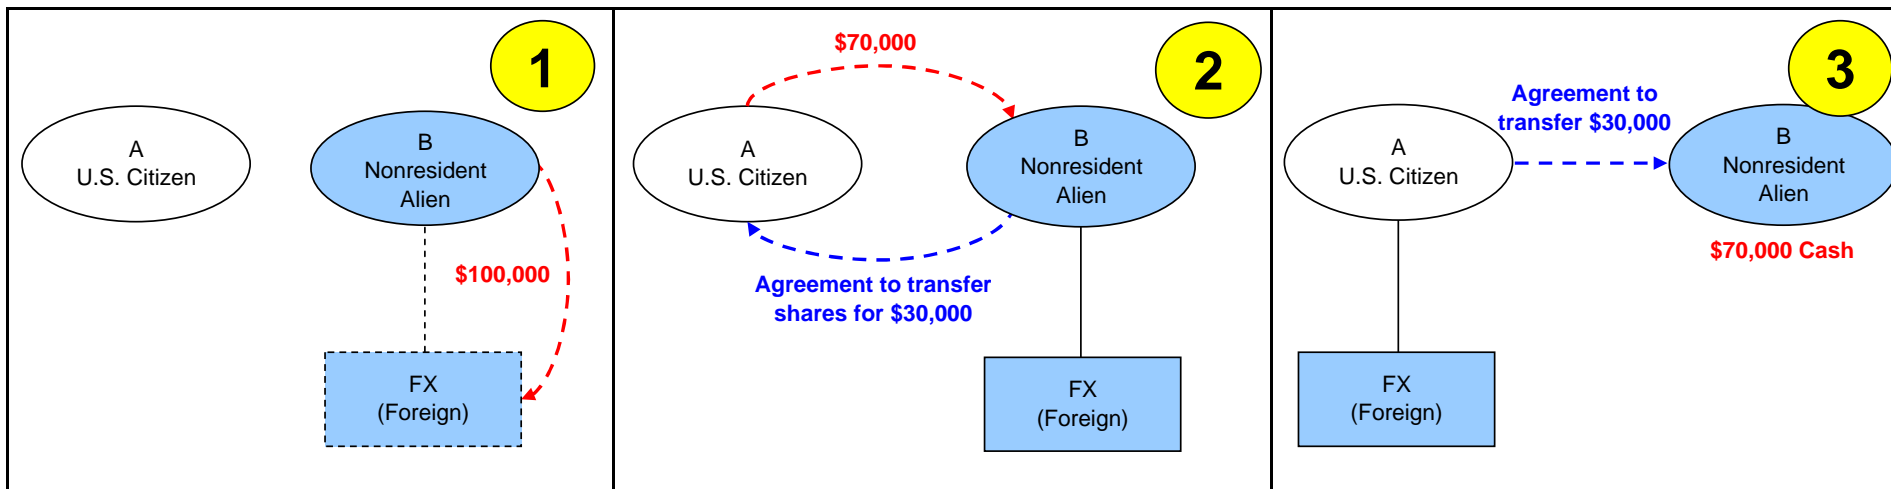 1
A
U.S. Citizen
B
Nonresident
Alien
$100,000
FX
(Foreign)
2
$70,000
A
U.S. Citizen
B
Nonresident
Alien
Agreement to transfer
shares for $30,000
FX
(Foreign)
3
Agreement to
transfer $30,000
A
U.S. Citizen
B
Nonresident
Alien
$70,000 Cash
FX
(Foreign)